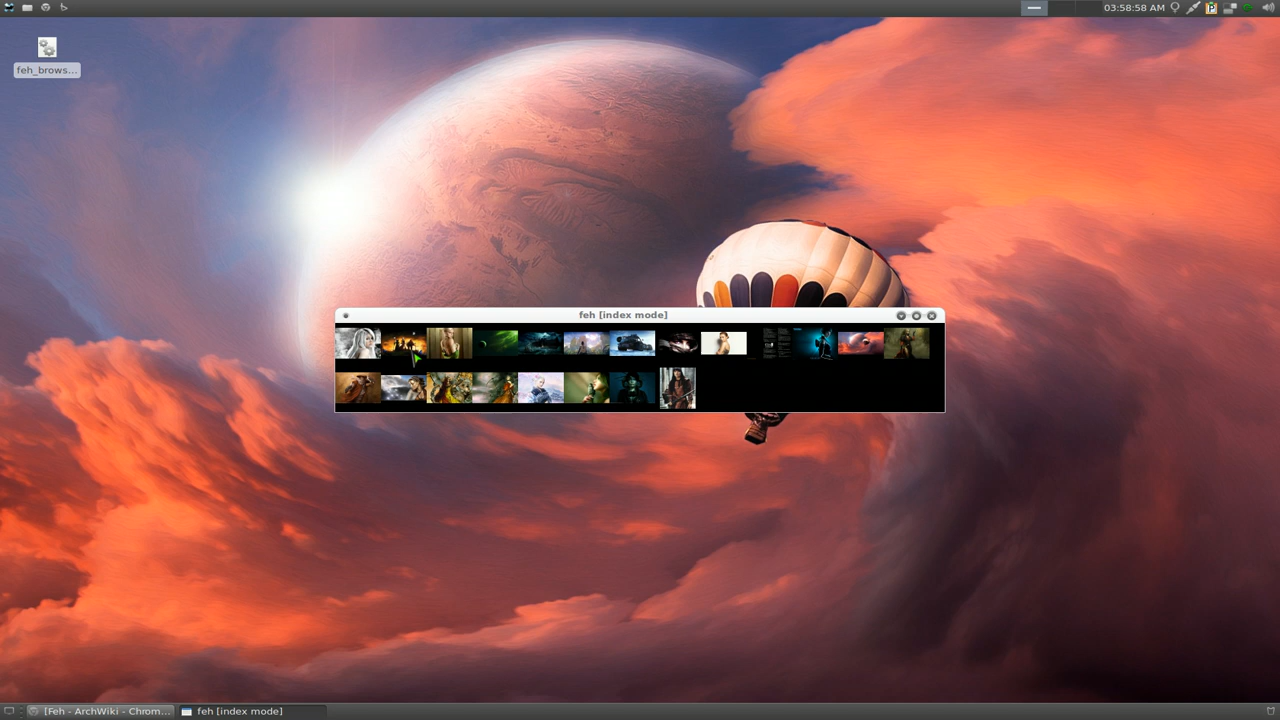 03:58:58 AM
feh_brows...
feh [index mode]
[Feh - ArchWiki - Chrom...
feh [index mode]